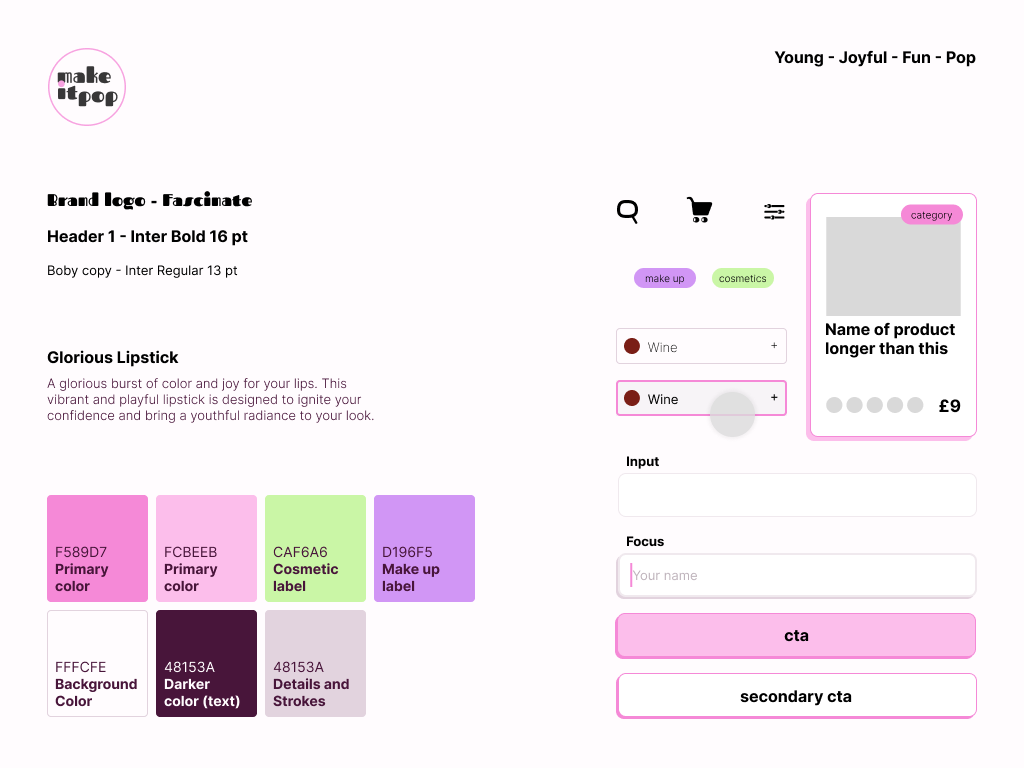 make
it pop
Young - Joyful - Fun - Pop
Brand logo - Fascinate
Header 1 - Inter Bold 16 pt
Boby copy - Inter Regular 13 pt
Glorious Lipstick
A glorious burst of color and joy for your lips. This
vibrant and playful lipstick is designed to ignite your
confidence and bring a youthful radiance to your look.
F589D7
Primary
color
FCBEEB
Primary
color
CAF6A6
Cosmetic
label
D196F5
Make up
label
FFFCFE
Background
Color
48153A
Darker
color (text)
48153A
Details and
Strokes
make up
cosmetics
Wine +
Wine +
category
Name of product
longer than this
£9
Input
Focus
Your name
cta
secondary cta